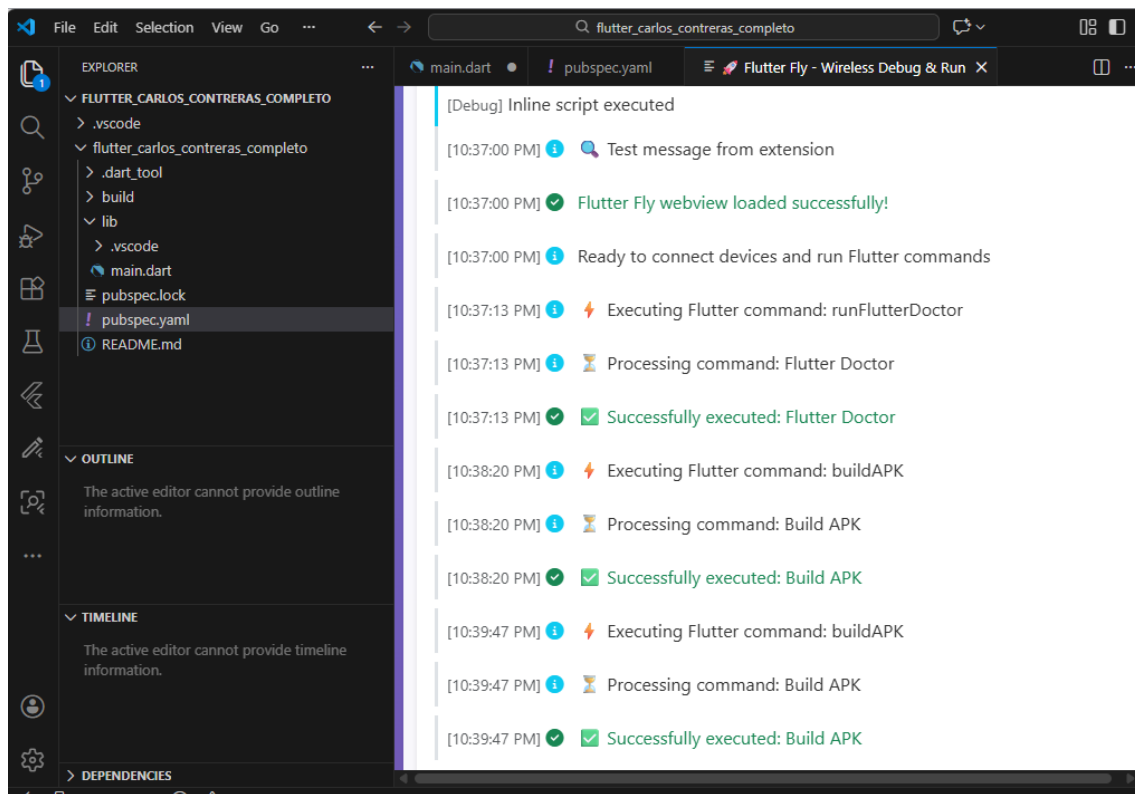 File Edit Selection View Go ··· flutter_carlos_contreras_completo
EXPLORER ···
main.dart
! pubspec.yaml
🚀 Flutter Fly - Wireless Debug & Run
FLUTTER_CARLOS_CONTRERAS_COMPLETO
.vscode
flutter_carlos_contreras_completo
.dart_tool
build
lib
.vscode
main.dart
pubspec.lock
! pubspec.yaml
README.md
OUTLINE
The active editor cannot provide outline
information.
TIMELINE
The active editor cannot provide timeline
information.
DEPENDENCIES
1
[Debug] Inline script executed
[10:37:00 PM] 🔍 Test message from extension
[10:37:00 PM] Flutter Fly webview loaded successfully!
[10:37:00 PM] Ready to connect devices and run Flutter commands
[10:37:13 PM] ⚡ Executing Flutter command: runFlutterDoctor
[10:37:13 PM] ⏳ Processing command: Flutter Doctor
[10:37:13 PM] ✅ Successfully executed: Flutter Doctor
[10:38:20 PM] ⚡ Executing Flutter command: buildAPK
[10:38:20 PM] ⏳ Processing command: Build APK
[10:38:20 PM] ✅ Successfully executed: Build APK
[10:39:47 PM] ⚡ Executing Flutter command: buildAPK
[10:39:47 PM] ⏳ Processing command: Build APK
[10:39:47 PM] ✅ Successfully executed: Build APK